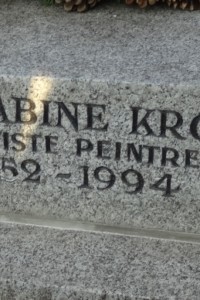 ABINE KRO
ISTE PEINTRE
52 - 1994